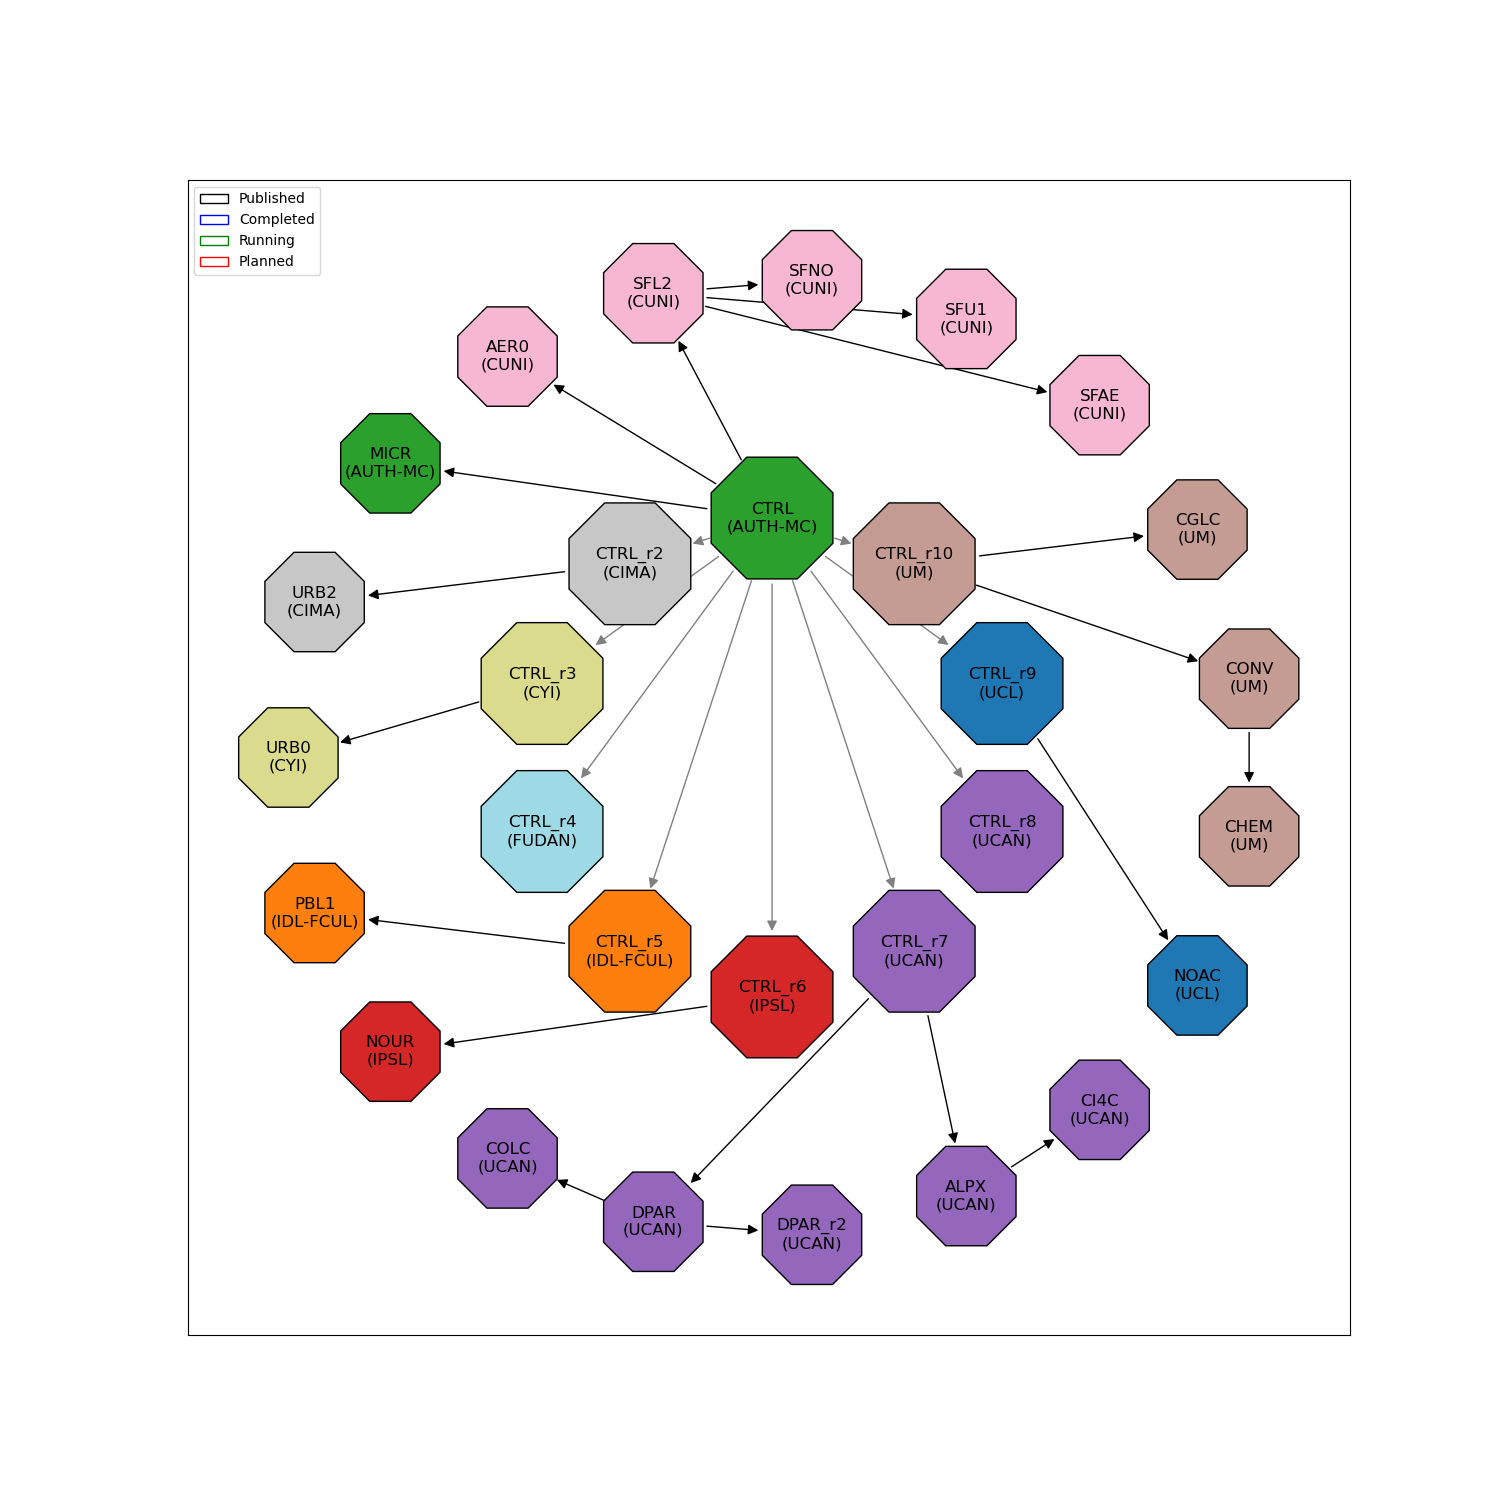 Published
Completed
Running
Planned
SFNO
(CUNI)
SFL2
(CUNI)
SFU1
(CUNI)
AER0
(CUNI)
SFAE
(CUNI)
MICR
(AUTH-MC)
CTRL
(AUTH-MC)
CGLC
(UM)
CTRL_r2
(CIMA)
CTRL_r10
(UM)
URB2
(CIMA)
CTRL_r3
(CYI)
CTRL_r9
(UCL)
CONV
(UM)
URB0
(CYI)
CTRL_r4
(FUDAN)
CTRL_r8
(UCAN)
CHEM
(UM)
PBL1
(IDL-FCUL)
CTRL_r5
(IDL-FCUL)
CTRL_r7
(UCAN)
CTRL_r6
(IPSL)
NOAC
(UCL)
NOUR
(IPSL)
CI4C
(UCAN)
COLC
(UCAN)
ALPX
(UCAN)
DPAR
(UCAN)
DPAR_r2
(UCAN)